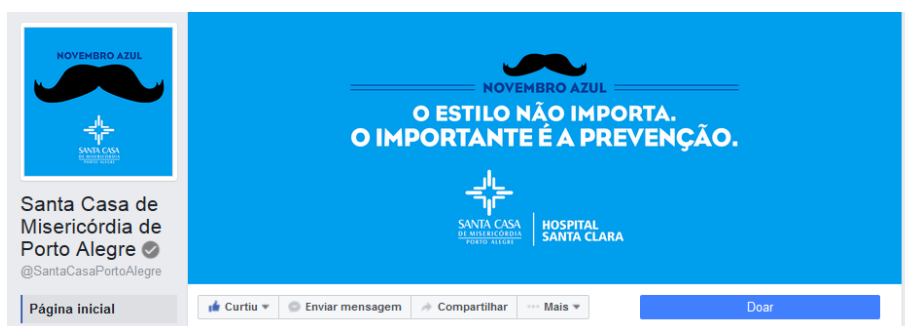 NOVEMBRO AZUL
SANTA CASA
DE MISERICÓRDIA
PORTO ALEGRE
Santa Casa de
Misericórdia de
Porto Alegre
@SantaCasaPortoAlegre
Página inicial
NOVEMBRO AZUL
O ESTILO NÃO IMPORTA.
O IMPORTANTE É A PREVENÇÃO.
SANTA CASA
DE MISERICÓRDIA
PORTO ALEGRE
HOSPITAL
SANTA CLARA
Curtiu Enviar mensagem Compartilhar Mais Doar